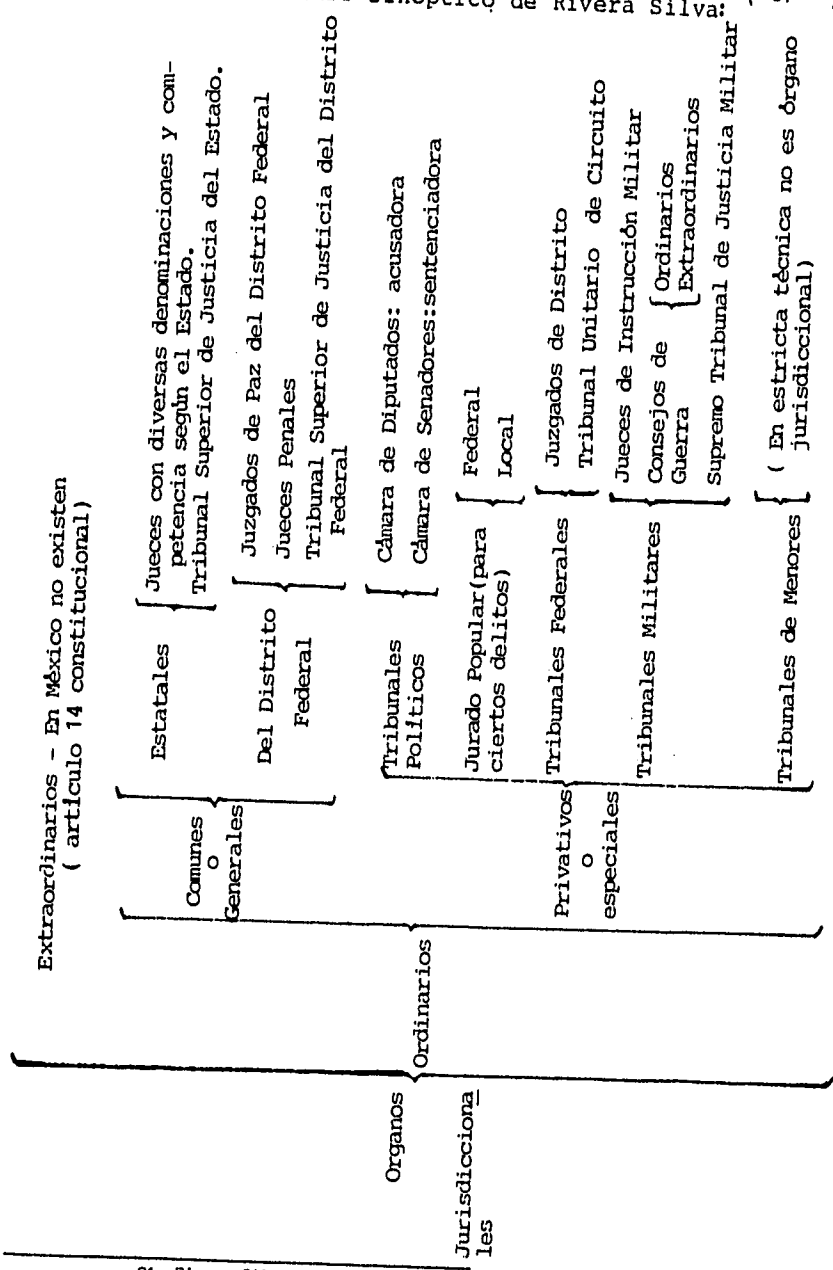 Sinóptico de Rivera Silva:
Organos
Jurisdicciona
les
Extraordinarios - En México no existen
( artículo 14 constitucional)
Ordinarios
Comunes
o
Generales
Estatales
Jueces con diversas denominaciones y com-
petencia según el Estado.
Tribunal Superior de Justicia del Estado.
Del Distrito
Federal
Juzgados de Paz del Distrito Federal
Jueces Penales
Tribunal Superior de Justicia del Distrito
Federal
Privativos
o
especiales
Tribunales
Políticos
Cámara de Diputados: acusadora
Cámara de Senadores:sentenciadora
Jurado Popular(para
ciertos delitos)
Federal
Local
Tribunales Federales
Juzgados de Distrito
Tribunal Unitario de Circuito
Tribunales Militares
Jueces de Instrucción Militar
Consejos de
Guerra
Ordinarios
Extraordinarios
Supremo Tribunal de Justicia Militar
Tribunales de Menores
( En estricta técnica no es órgano
jurisdiccional)